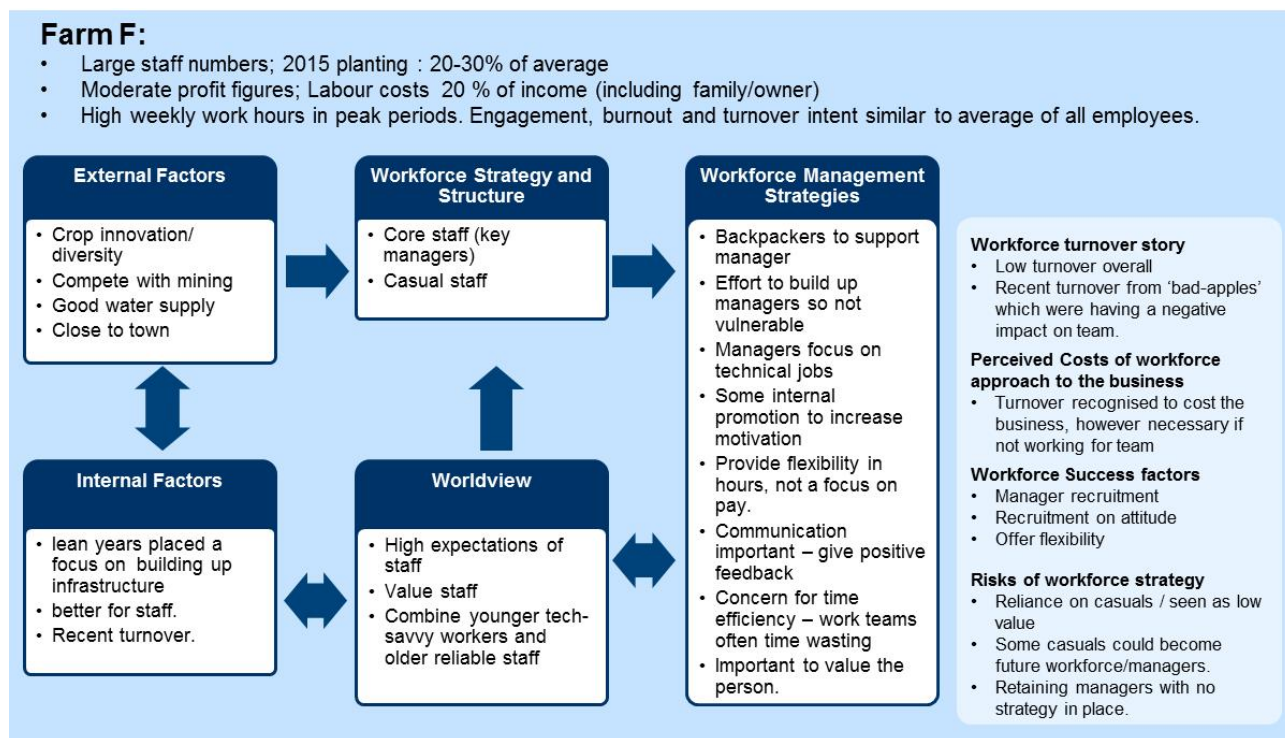 Farm F:
• Large staff numbers; 2015 planting : 20-30% of average
• Moderate profit figures; Labour costs 20 % of income (including family/owner)
• High weekly work hours in peak periods. Engagement, burnout and turnover intent similar to average of all employees.
External Factors
• Crop innovation/
diversity
• Compete with mining
• Good water supply
• Close to town
Workforce Strategy and
Structure
• Core staff (key
managers)
• Casual staff
Workforce Management
Strategies
• Backpackers to support
manager
• Effort to build up
managers so not
vulnerable
• Managers focus on
technical jobs
• Some internal
promotion to increase
motivation
• Provide flexibility in
hours, not a focus on
pay.
• Communication
important – give positive
feedback
• Concern for time
efficiency – work teams
often time wasting
• Important to value the
person.
Internal Factors
• lean years placed a
focus on building up
infrastructure
• better for staff.
• Recent turnover.
Worldview
• High expectations of
staff
• Value staff
• Combine younger tech-
savvy workers and
older reliable staff
Workforce turnover story
• Low turnover overall
• Recent turnover from ‘bad-apples’
which were having a negative
impact on team.
Perceived Costs of workforce
approach to the business
• Turnover recognised to cost the
business, however necessary if
not working for team
Workforce Success factors
• Manager recruitment
• Recruitment on attitude
• Offer flexibility
Risks of workforce strategy
• Reliance on casuals / seen as low
value
• Some casuals could become
future workforce/managers.
• Retaining managers with no
strategy in place.